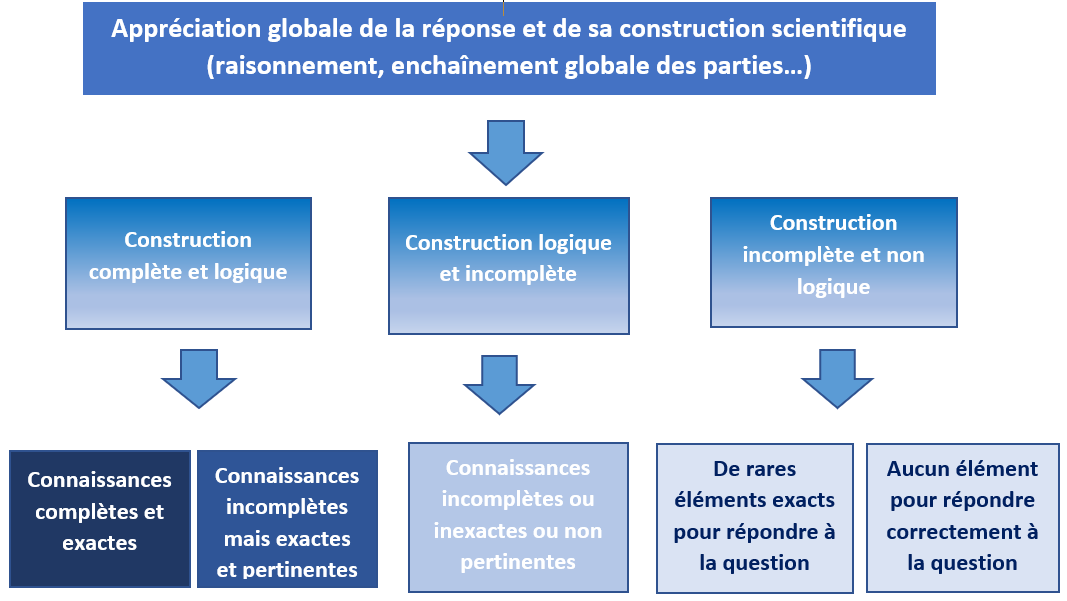 Appréciation globale de la réponse et de sa construction scientifique
(raisonnement, enchaînement globale des parties…)
Construction
complète et logique
Construction logique
et incomplète
Construction
incomplète et non
logique
Connaissances
complètes et
exactes
Connaissances
incomplètes
mais exactes
et pertinentes
Connaissances
incomplètes ou
inexactes ou non
pertinentes
De rares
éléments exacts
pour répondre à
la question
Aucun élément
pour répondre
correctement à
la question